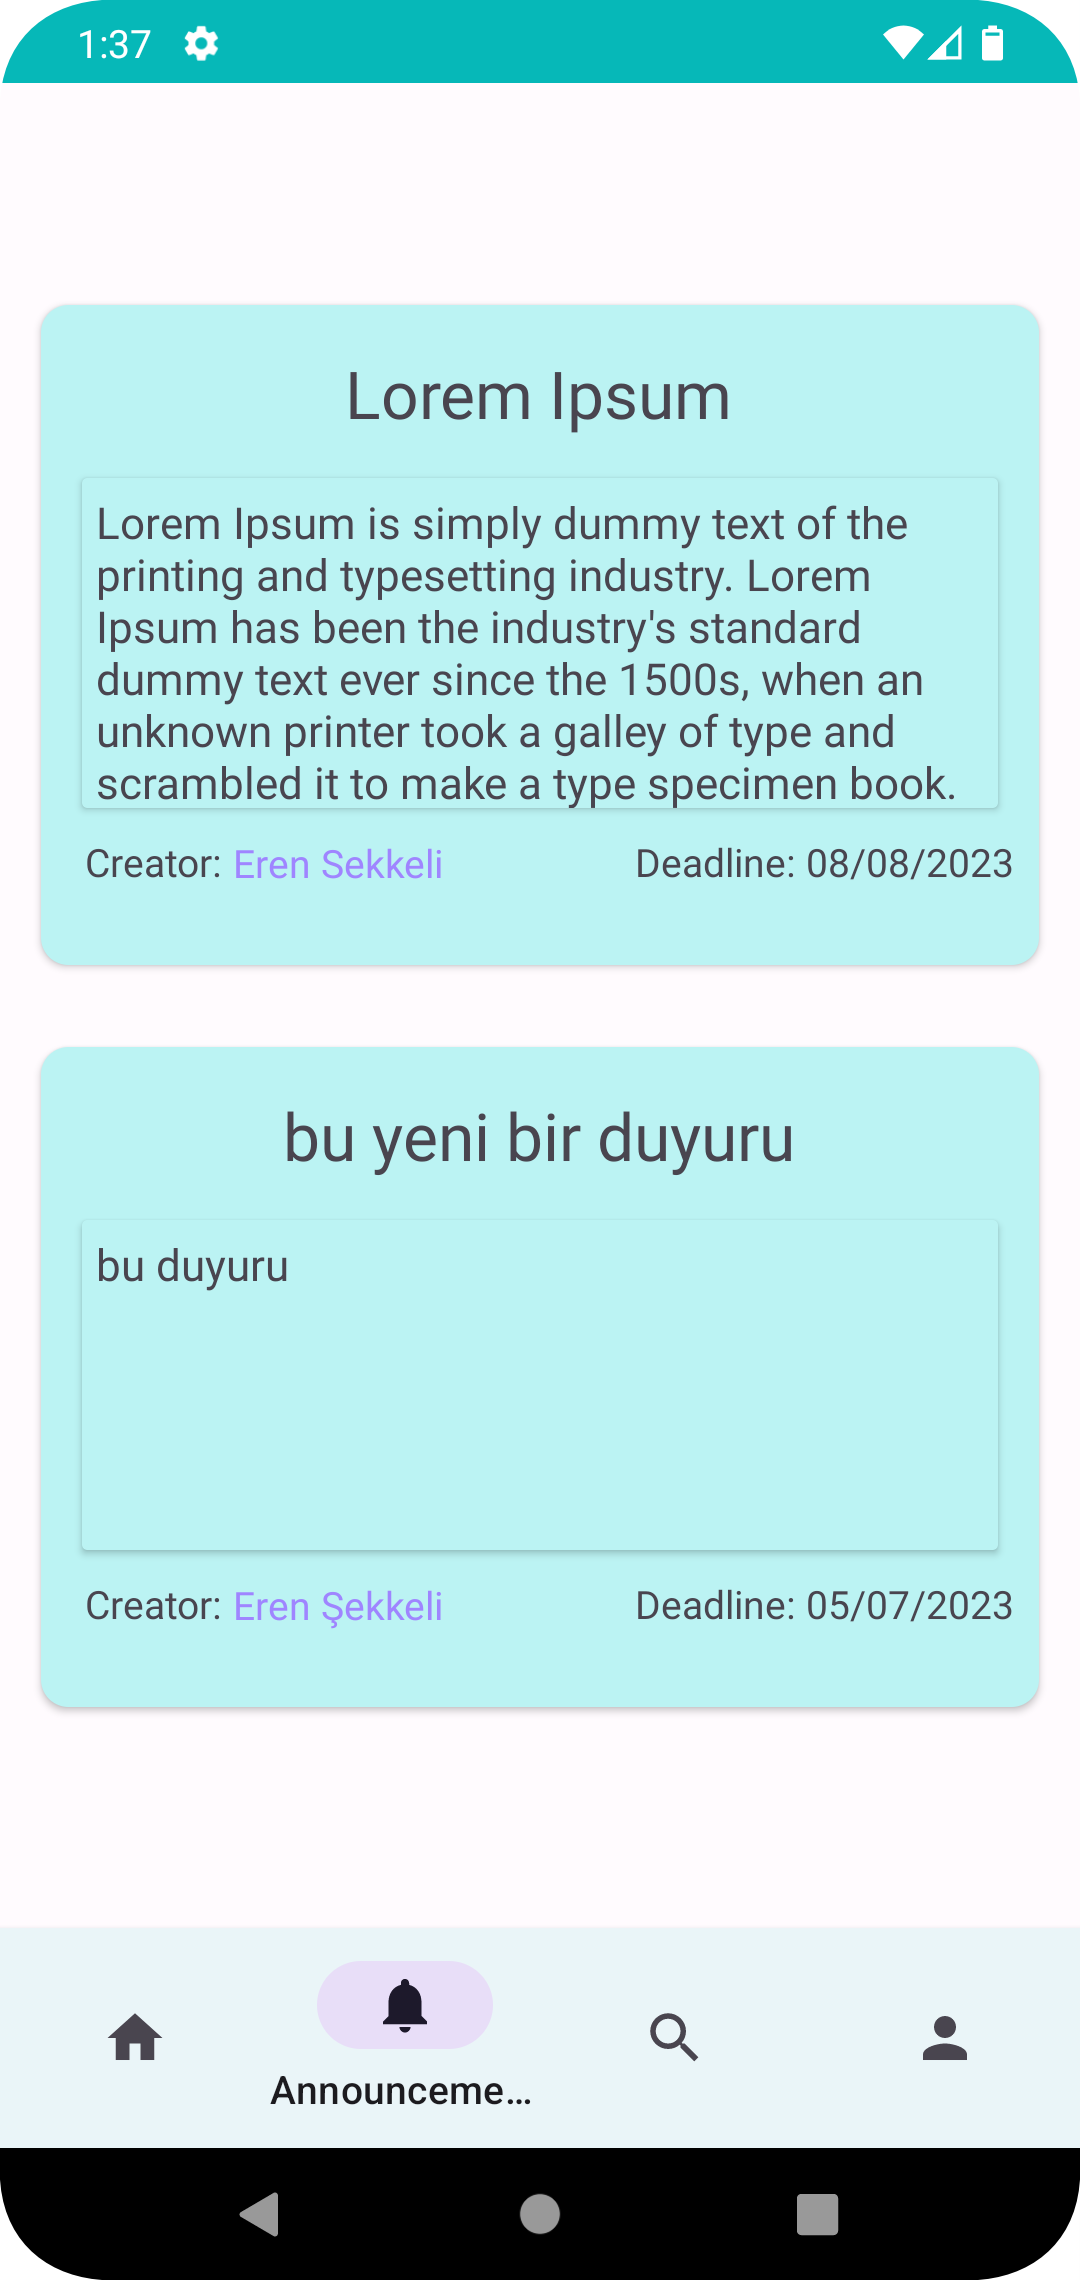 1:37
Lorem Ipsum
Lorem Ipsum is simply dummy text of the
printing and typesetting industry. Lorem
Ipsum has been the industry's standard
dummy text ever since the 1500s, when an
unknown printer took a galley of type and
scrambled it to make a type specimen book.
Creator: Eren Sekkeli Deadline: 08/08/2023
bu yeni bir duyuru
bu duyuru
Creator: Eren Şekkeli Deadline: 05/07/2023
Announceme...